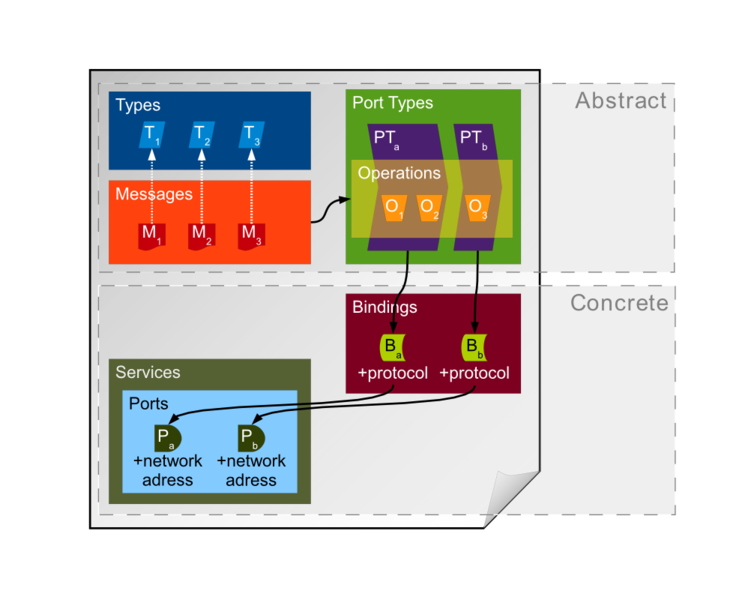 Abstract
Types
T1 T2 T3
Messages
M1 M2 M3
Port Types
PTa PTb
Operations
O1 O2 O3
Concrete
Bindings
Ba Bb
+protocol +protocol
Services
Ports
Pa Pb
+network +network
adress adress